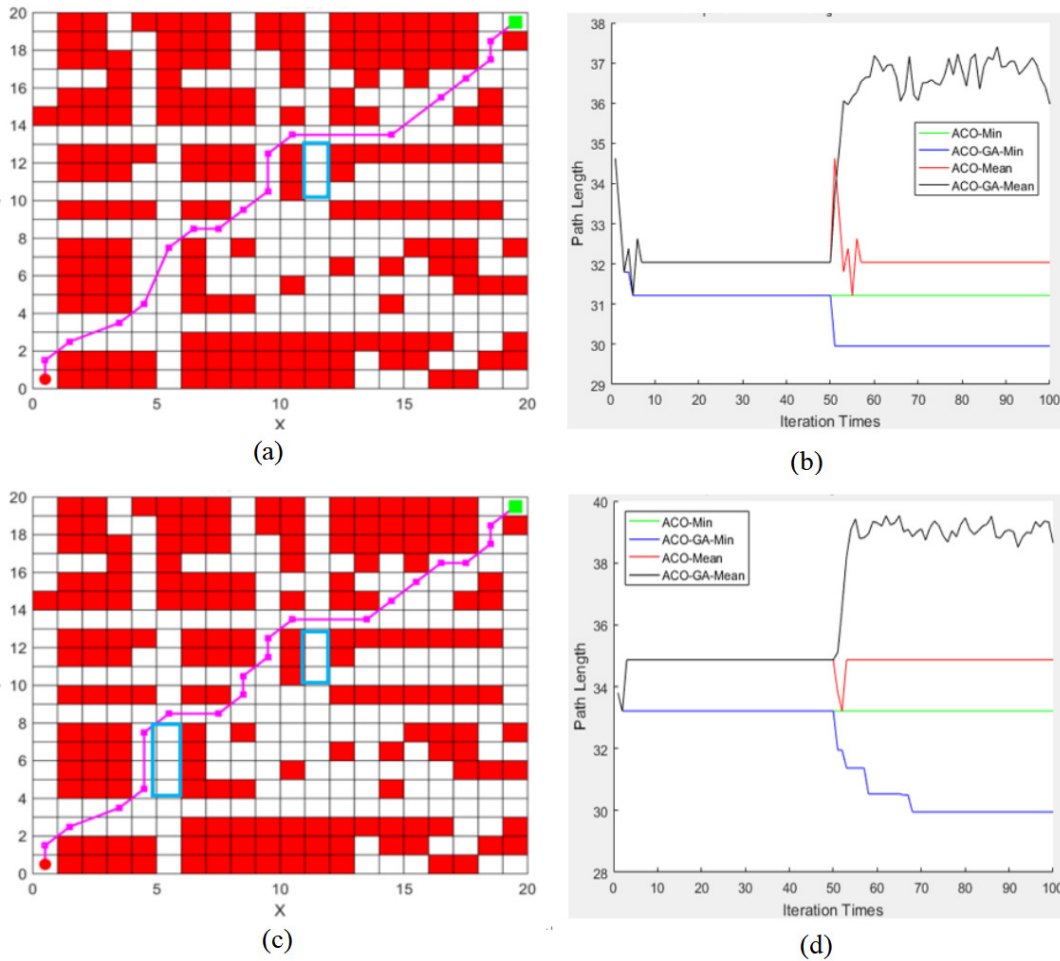 20
18
16
14
12
10
8
6
4
2
0
0 5 10 15 20
X
(a)
38
37
36
35
34
33
32
31
30
29
0 10 20 30 40 50 60 70 80 90 100
Path Length
Iteration Times
ACO-Min
ACO-GA-Min
ACO-Mean
ACO-GA-Mean
(b)
20
18
16
14
12
10
8
6
4
2
0
0 5 10 15 20
X
(c)
40
38
36
34
32
30
28
0 10 20 30 40 50 60 70 80 90 100
Path Length
Iteration Times
ACO-Min
ACO-GA-Min
ACO-Mean
ACO-GA-Mean
(d)